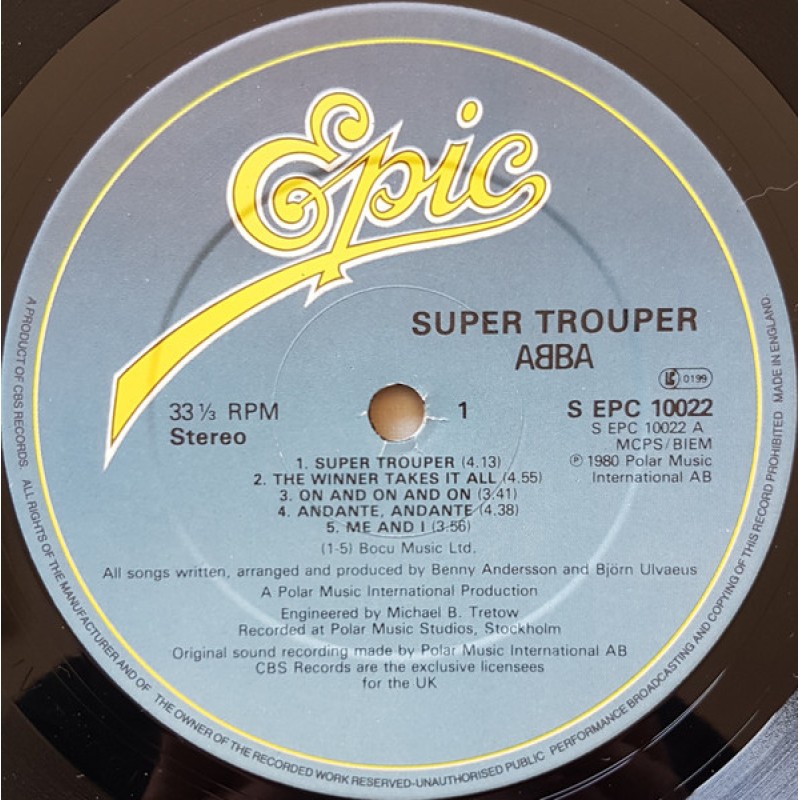 Epic
SUPER TROUPER
ABBA
LC 0199
33 ⅓ RPM
Stereo
1
S EPC 10022
S EPC 10022 A
MCPS/BIEM
℗ 1980 Polar Music
International AB
1. SUPER TROUPER (4.13)
2. THE WINNER TAKES IT ALL (4.55)
3. ON AND ON AND ON (3.41)
4. ANDANTE, ANDANTE (4.38)
5. ME AND I (3.56)
(1-5) Bocu Music Ltd.
All songs written, arranged and produced by Benny Andersson and Björn Ulvaeus
A Polar Music International Production
Engineered by Michael B. Tretow
Recorded at Polar Music Studios, Stockholm
Original sound recording made by Polar Music International AB
CBS Records are the exclusive licensees
for the UK
A PRODUCT OF CBS RECORDS. ALL RIGHTS OF THE MANUFACTURER AND OF THE OWNER OF THE RECORDED WORK RESERVED-UNAUTHORISED PUBLIC PERFORMANCE BROADCASTING AND COPYING OF THIS RECORD PROHIBITED MADE IN ENGLAND.